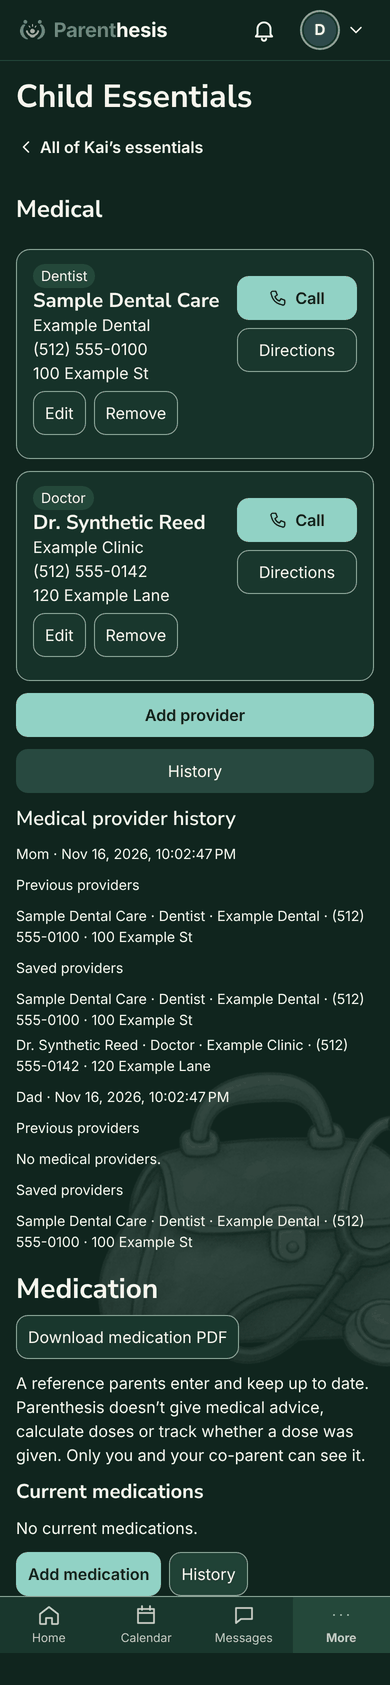 Parenthesis
D
Child Essentials
All of Kai’s essentials
Medical
Dentist
Sample Dental Care
Example Dental
(512) 555-0100
100 Example St
Call
Directions
Edit
Remove
Doctor
Dr. Synthetic Reed
Example Clinic
(512) 555-0142
120 Example Lane
Call
Directions
Edit
Remove
Add provider
History
Medical provider history
Mom · Nov 16, 2026, 10:02:47 PM
Previous providers
Sample Dental Care · Dentist · Example Dental · (512)
555-0100 · 100 Example St
Saved providers
Sample Dental Care · Dentist · Example Dental · (512)
555-0100 · 100 Example St
Dr. Synthetic Reed · Doctor · Example Clinic · (512)
555-0142 · 120 Example Lane
Dad · Nov 16, 2026, 10:02:47 PM
Previous providers
No medical providers.
Saved providers
Sample Dental Care · Dentist · Example Dental · (512)
555-0100 · 100 Example St
Medication
Download medication PDF
A reference parents enter and keep up to date.
Parenthesis doesn’t give medical advice,
calculate doses or track whether a dose was
given. Only you and your co-parent can see it.
Current medications
No current medications.
Add medication
History
Home
Calendar
Messages
More